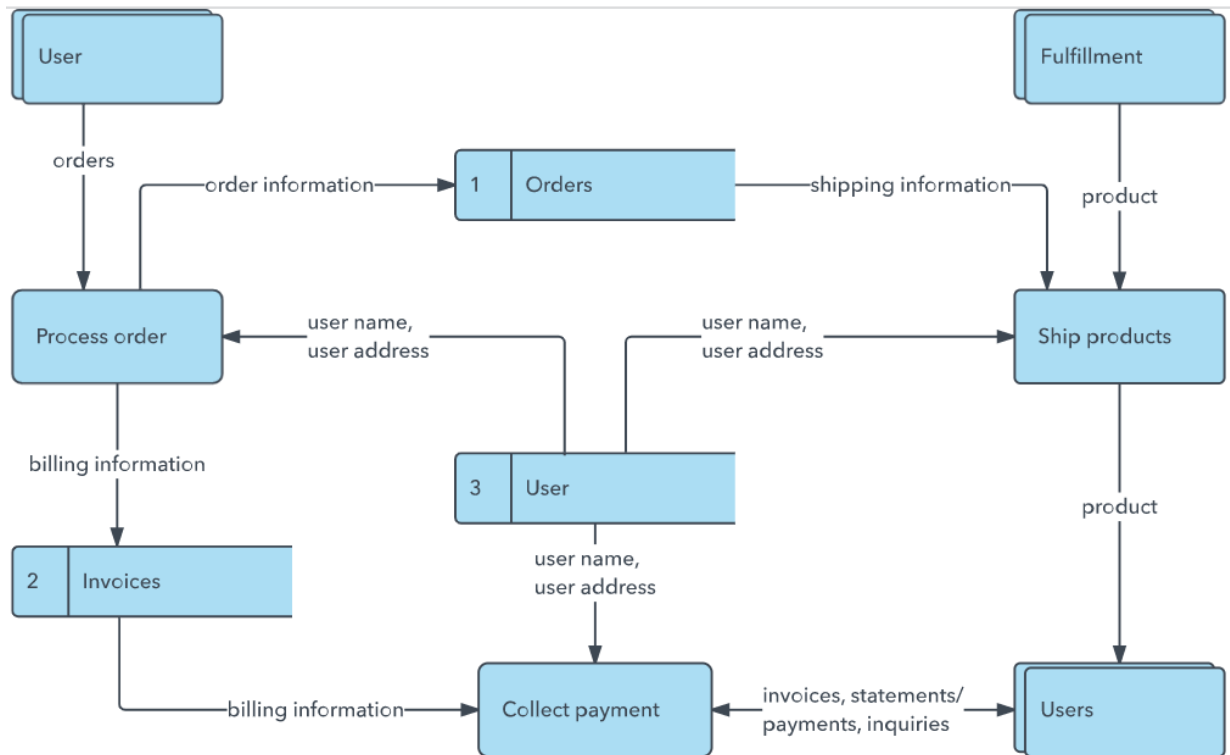 User
Fulfillment
orders
order information
1
Orders
shipping information
product
Process order
user name,
user address
user name,
user address
Ship products
billing information
3
User
product
user name,
user address
2
Invoices
billing information
Collect payment
invoices, statements/
payments, inquiries
Users